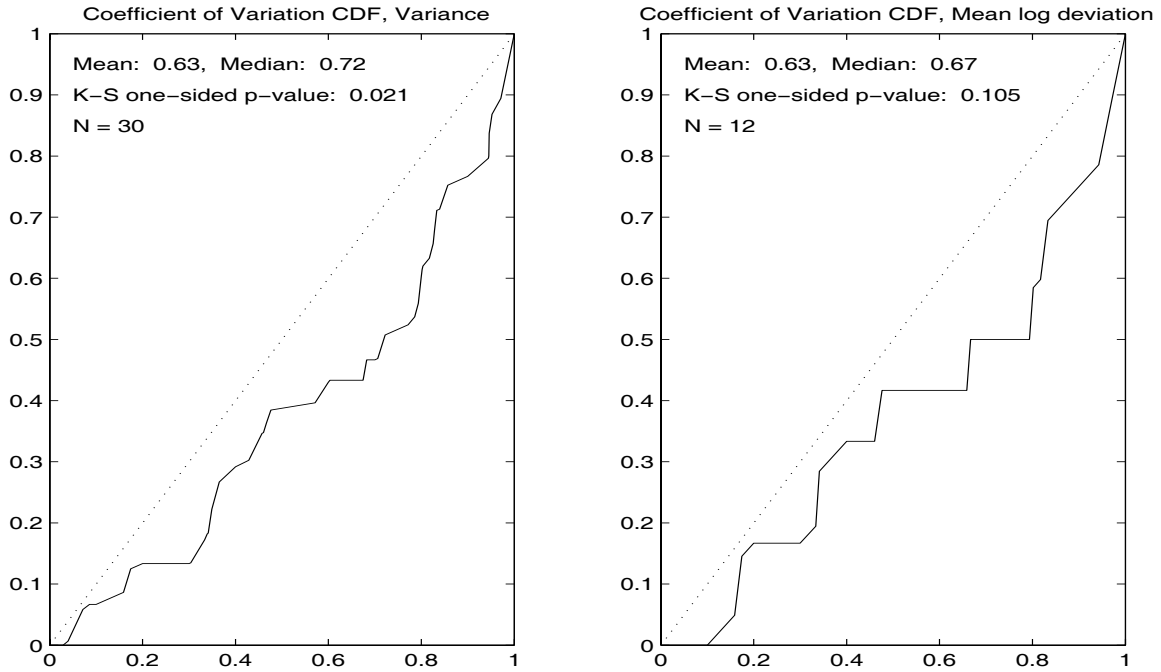 Coefficient of Variation CDF, Variance
Mean: 0.63, Median: 0.72
K−S one−sided p−value: 0.021
N = 30
1
0.9
0.8
0.7
0.6
0.5
0.4
0.3
0.2
0.1
0
0 0.2 0.4 0.6 0.8 1
Coefficient of Variation CDF, Mean log deviation
Mean: 0.63, Median: 0.67
K−S one−sided p−value: 0.105
N = 12
1
0.9
0.8
0.7
0.6
0.5
0.4
0.3
0.2
0.1
0
0 0.2 0.4 0.6 0.8 1